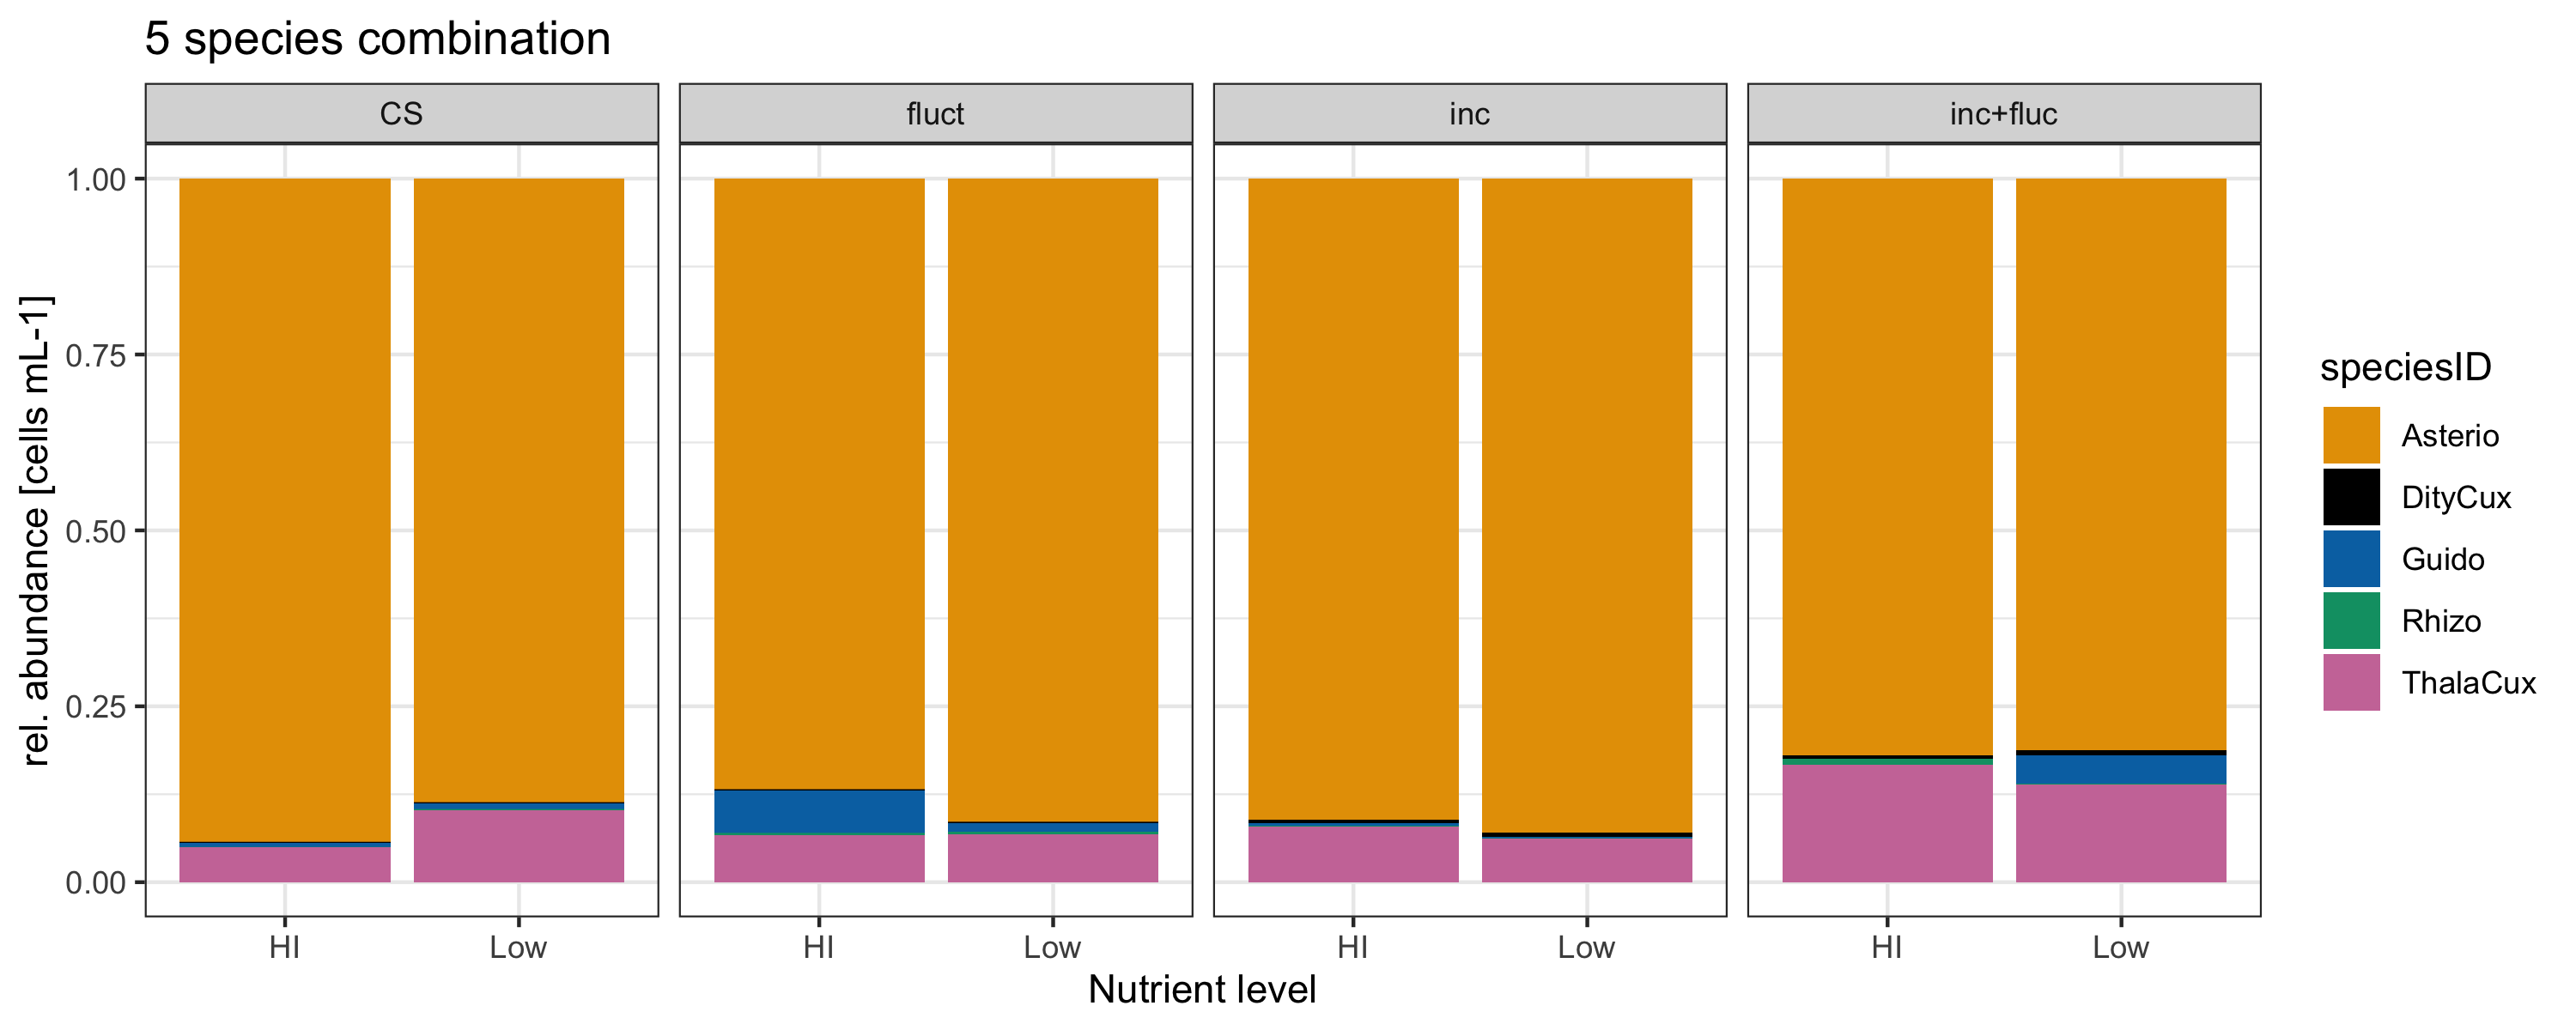 5 species combination
CS
fluct
inc
inc+fluc
rel. abundance [cells mL-1]
1.00
0.75
0.50
0.25
0.00
HI
Low
HI
Low
HI
Low
HI
Low
Nutrient level
speciesID
Asterio
DityCux
Guido
Rhizo
ThalaCux